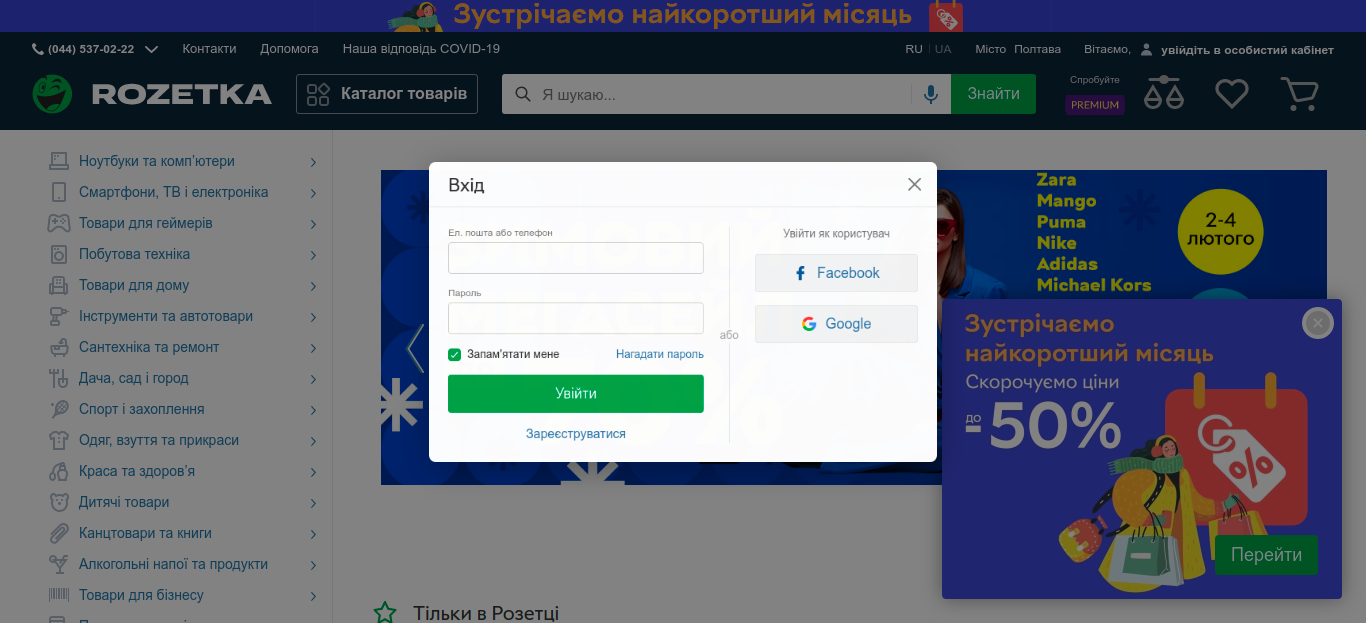 Зустрічаємо найкоротший місяць
(044) 537-02-22
Контакти
Допомога
Наша відповідь COVID-19
RU | UA
Місто Полтава
Вітаємо, увійдіть в особистий кабінет
ROZETKA
Каталог товарів
Я шукаю...
Знайти
Спробуйте
PREMIUM
Ноутбуки та комп'ютери
Смартфони, ТВ і електроніка
Товари для геймерів
Побутова техніка
Товари для дому
Інструменти та автотовари
Сантехніка та ремонт
Дача, сад і город
Спорт і захоплення
Одяг, взуття та прикраси
Краса та здоров'я
Дитячі товари
Канцтовари та книги
Алкогольні напої та продукти
Товари для бізнесу
Вхід
Ел. пошта або телефон
Пароль
Запам'ятати мене
Нагадати пароль
Увійти
Зареєструватися
або
Увійти як користувач
Facebook
Google
Zara
Mango
Puma
Nike
Adidas
Michael Kors
2-4
ЛЮТОГО
Зустрічаємо
найкоротший місяць
Скорочуємо ціни
до
-50%
%
Перейти
Тільки в Розетці